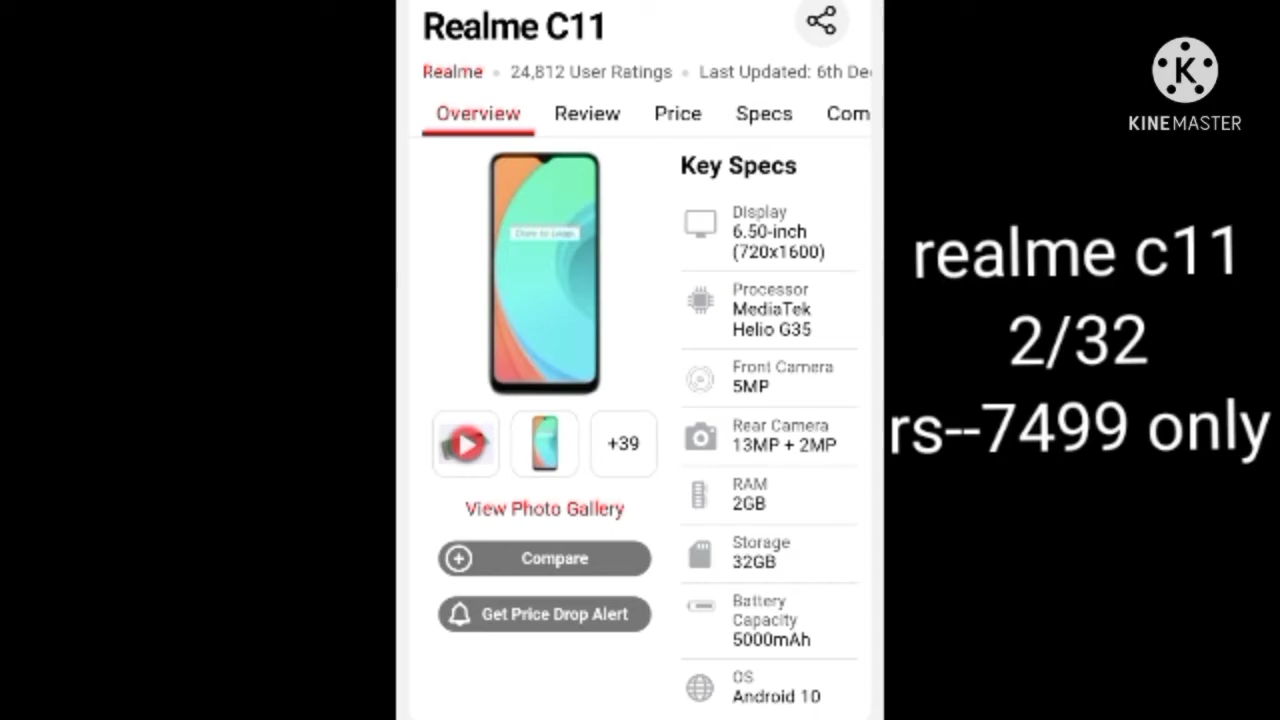 Realme C11
Realme • 24,812 User Ratings • Last Updated: 6th De
Overview Review Price Specs Com
Key Specs
Display
6.50-inch
(720x1600)
Processor
MediaTek
Helio G35
Front Camera
5MP
Rear Camera
13MP + 2MP
RAM
2GB
Storage
32GB
Battery
Capacity
5000mAh
OS
Android 10
+39
View Photo Gallery
Compare
Get Price Drop Alert
KINEMASTER
realme c11
2/32
rs--7499 only